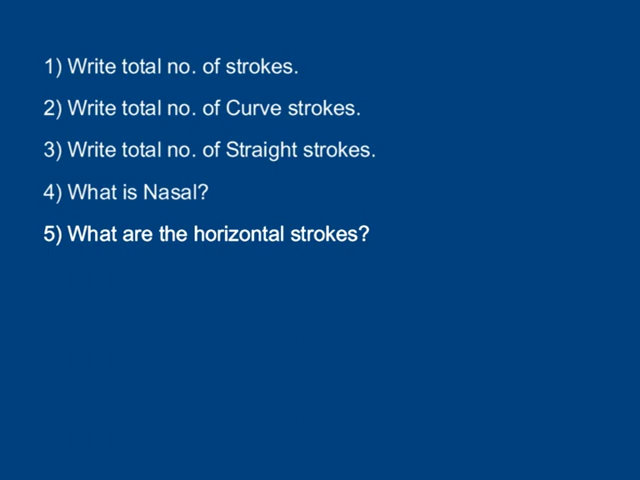 1) Write total no. of strokes.
2) Write total no. of Curve strokes.
3) Write total no. of Straight strokes.
4) What is Nasal?
5) What are the horizontal strokes?